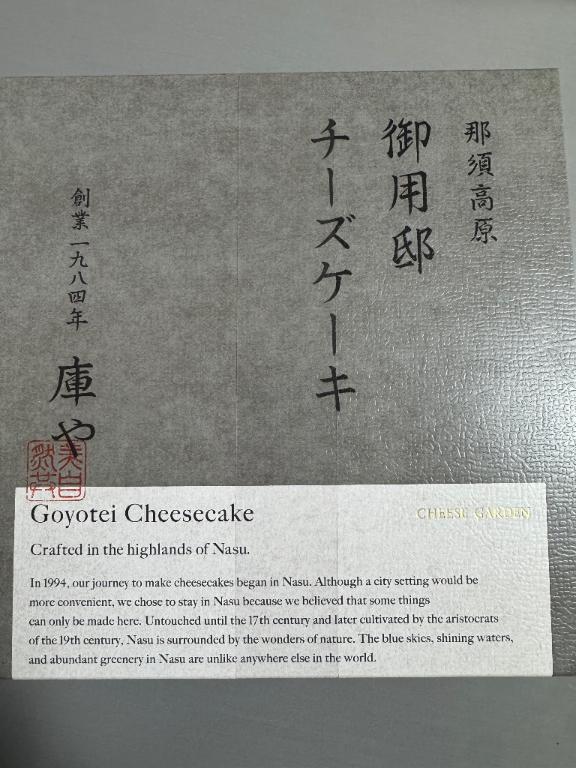 那須高原
御用邸
チーズケーキ
創業一九八四年
庫や
Goyotei Cheesecake
CHEESE GARDEN
Crafted in the highlands of Nasu.
In 1994, our journey to make cheesecakes began in Nasu. Although a city setting would be
more convenient, we chose to stay in Nasu because we believed that some things
can only be made here. Untouched until the 17th century and later cultivated by the aristocrats
of the 19th century, Nasu is surrounded by the wonders of nature. The blue skies, shining waters,
and abundant greenery in Nasu are unlike anywhere else in the world.